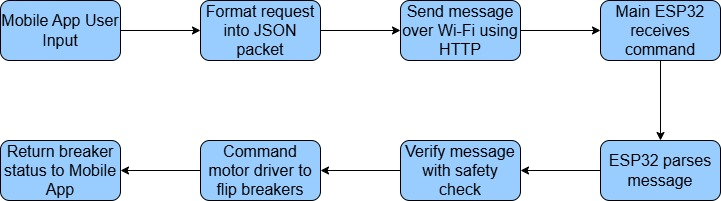 Mobile App User
Input
Format request
into JSON
packet
Send message
over Wi-Fi using
HTTP
Main ESP32
receives
command
ESP32 parses
message
Verify message
with safety
check
Command
motor driver to
flip breakers
Return breaker
status to Mobile
App